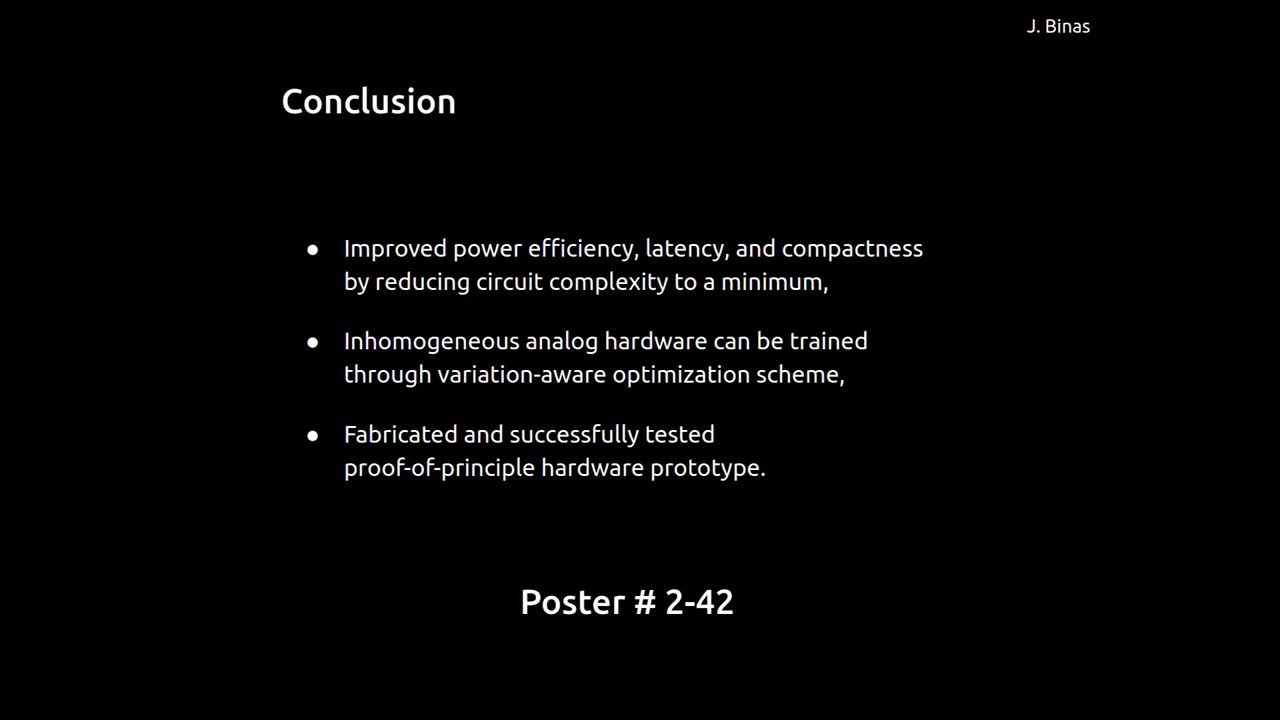 J. Binas
Conclusion
● Improved power efficiency, latency, and compactness
by reducing circuit complexity to a minimum,
● Inhomogeneous analog hardware can be trained
through variation-aware optimization scheme,
● Fabricated and successfully tested
proof-of-principle hardware prototype.
Poster # 2-42